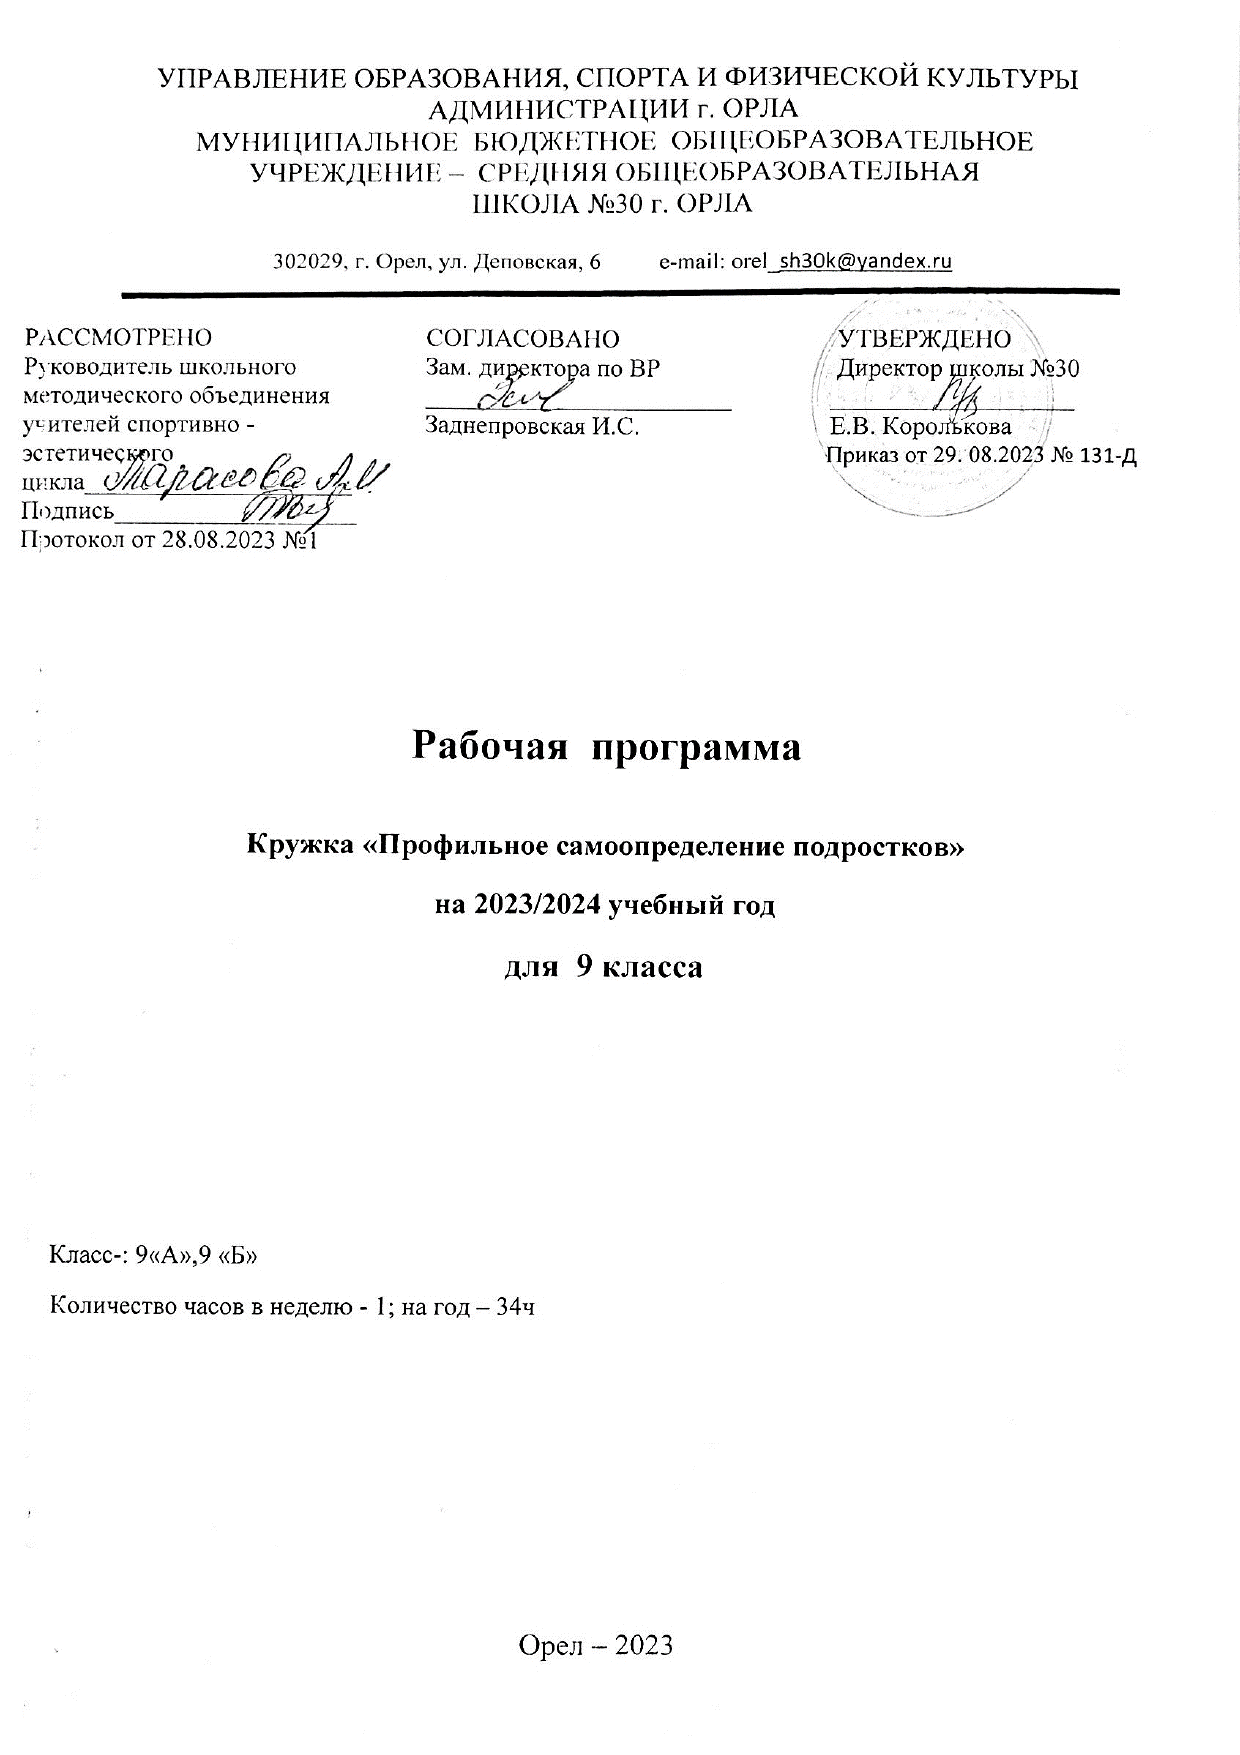 УПРАВЛЕНИЕ ОБРАЗОВАНИЯ, СПОРТА И ФИЗИЧЕСКОЙ КУЛЬТУРЫ
АДМИНИСТРАЦИИ г. ОРЛА
МУНИЦИПАЛЬНОЕ БЮДЖЕТНОЕ ОБЩЕОБРАЗОВАТЕЛЬНОЕ
УЧРЕЖДЕНИЕ – СРЕДНЯЯ ОБЩЕОБРАЗОВАТЕЛЬНАЯ
ШКОЛА №30 г. ОРЛА
302029, г. Орел, ул. Деповская, 6 e-mail: orel_sh30k@yandex.ru
РАССМОТРЕНО
Руководитель школьного
методического объединения
учителей спортивно -
эстетического
цикла Тарасова А.И.
Подпись
Протокол от 28.08.2023 №1
СОГЛАСОВАНО
Зам. директора по ВР
Заднепровская И.С.
УТВЕРЖДЕНО
Директор школы №30
Е.В. Королькова
Приказ от 29. 08.2023 № 131-Д
Рабочая программа
Кружка «Профильное самоопределение подростков»
на 2023/2024 учебный год
для 9 класса
Класс-: 9«А»,9 «Б»
Количество часов в неделю - 1; на год – 34ч
Орел – 2023